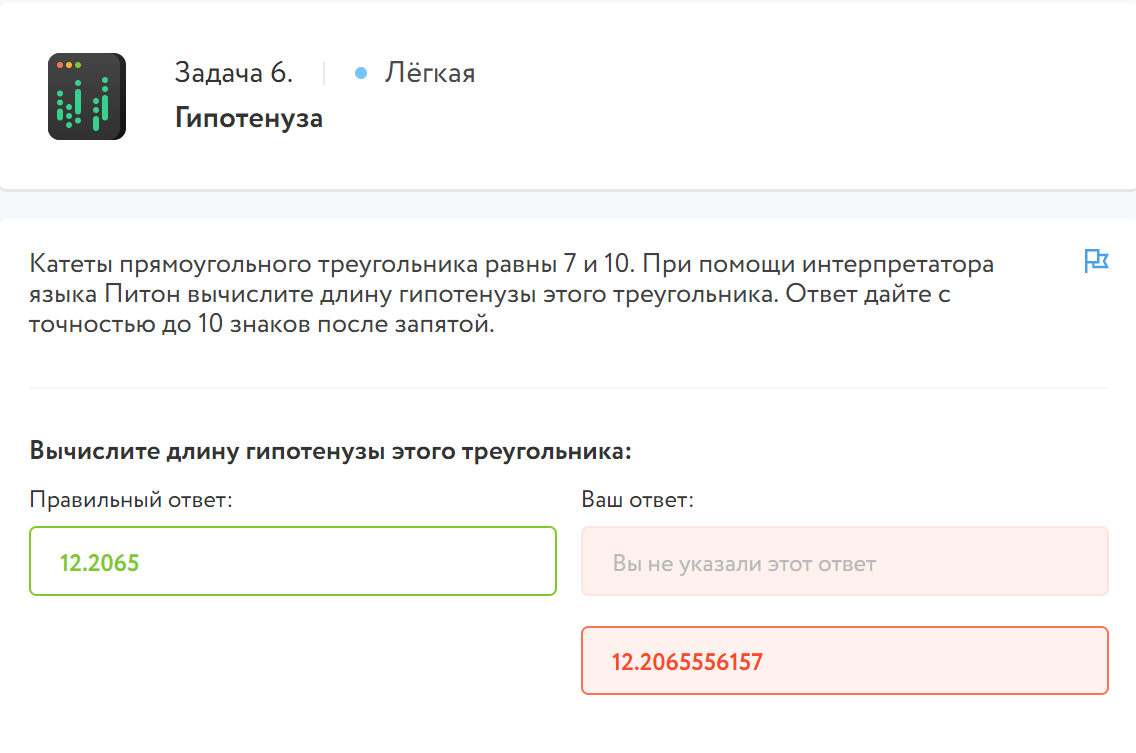 Задача 6.
Лёгкая
Гипотенуза
Катеты прямоугольного треугольника равны 7 и 10. При помощи интерпретатора
языка Питон вычислите длину гипотенузы этого треугольника. Ответ дайте с
точностью до 10 знаков после запятой.
Вычислите длину гипотенузы этого треугольника:
Правильный ответ:
Ваш ответ:
12.2065
Вы не указали этот ответ
12.2065556157